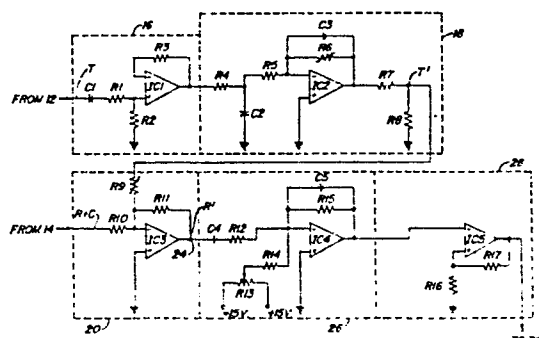 16
18
C3
R3
R6
T
R4
R5
R7
T'
FROM 12
C1
R1
IC1
IC2
R2
C2
R8
R9
28
C5
R11
R'
R15
R+C
FROM 14
R10
IC3
24
C4
R12
IC4
IC5
R14
R17
R13
R16
-15V
+15V
20
26